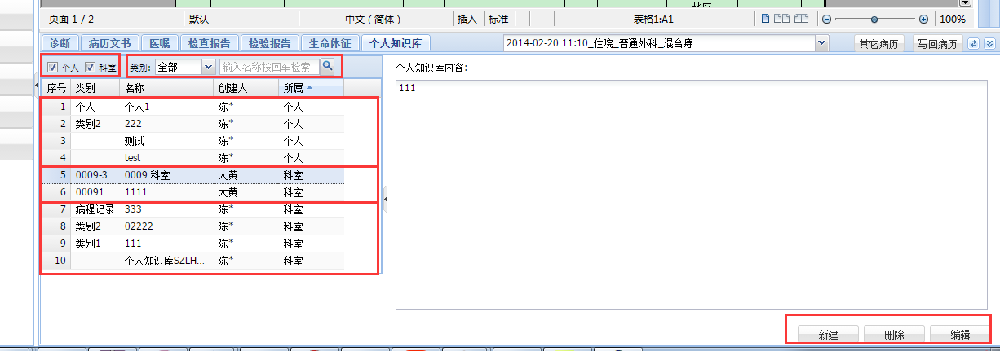 地区
页面 1 / 2 默认 中文（简体） 插入 标准 表格1:A1 100%
诊断 病历文书 医嘱 检查报告 检验报告 生命体征 个人知识库 2014-02-20 11:10_住院_普通外科_混合痔 其它病历 写回病历
个人 科室 类别: 全部 输入名称按回车检索 个人知识库内容:
序号 类别 名称 创建人 所属
111
1 个人 个人1 陈* 个人
2 类别2 222 陈* 个人
3 测试 陈* 个人
4 test 陈* 个人
5 0009-3 0009 科室 太黄 科室
6 00091 1111 太黄 科室
7 病程记录 333 陈* 科室
8 类别2 02222 陈* 科室
9 类别1 111 陈* 科室
10 个人知识库SZLH... 陈* 科室
新建 删除 编辑